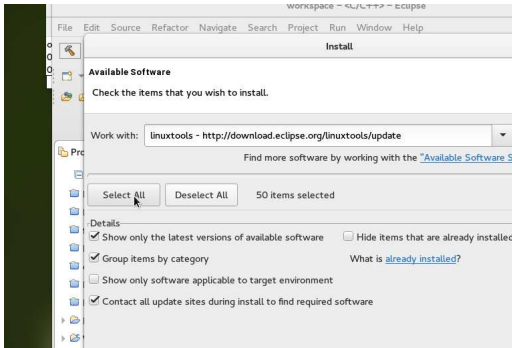 workspace - <C/C++> - Eclipse
File Edit Source Refactor Navigate Search Project Run Window Help
Install
Available Software
Check the items that you wish to install.
Work with: linuxtools - http://download.eclipse.org/linuxtools/update
Find more software by working with the "Available Software S
Select All Deselect All 50 items selected
Details
Show only the latest versions of available software Hide items that are already installed
Group items by category What is already installed?
Show only software applicable to target environment
Contact all update sites during install to find required software